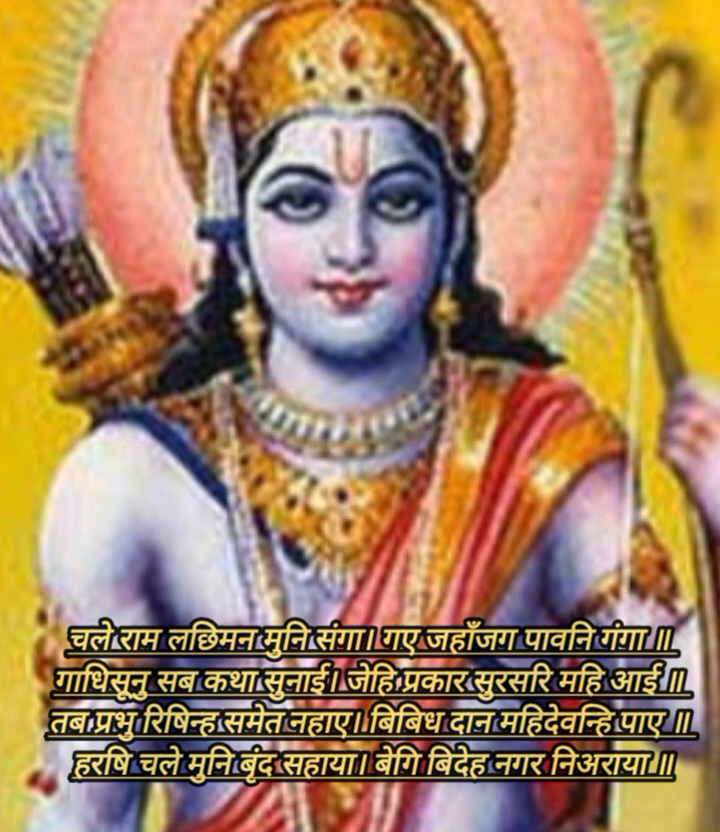 चले राम लछिमन मुनि संगा। गए जहाँजग पावनि गंगा॥
गाधिसूनु सब कथा सुनाई। जेहि प्रकार सुरसरि महि आई॥
तब प्रभु रिषिन्ह समेत नहाए। बिबिध दान महिदेवन्हि पाए॥
हरषि चले मुनि बृंद सहाया। बेगि बिदेह नगर निअराया॥